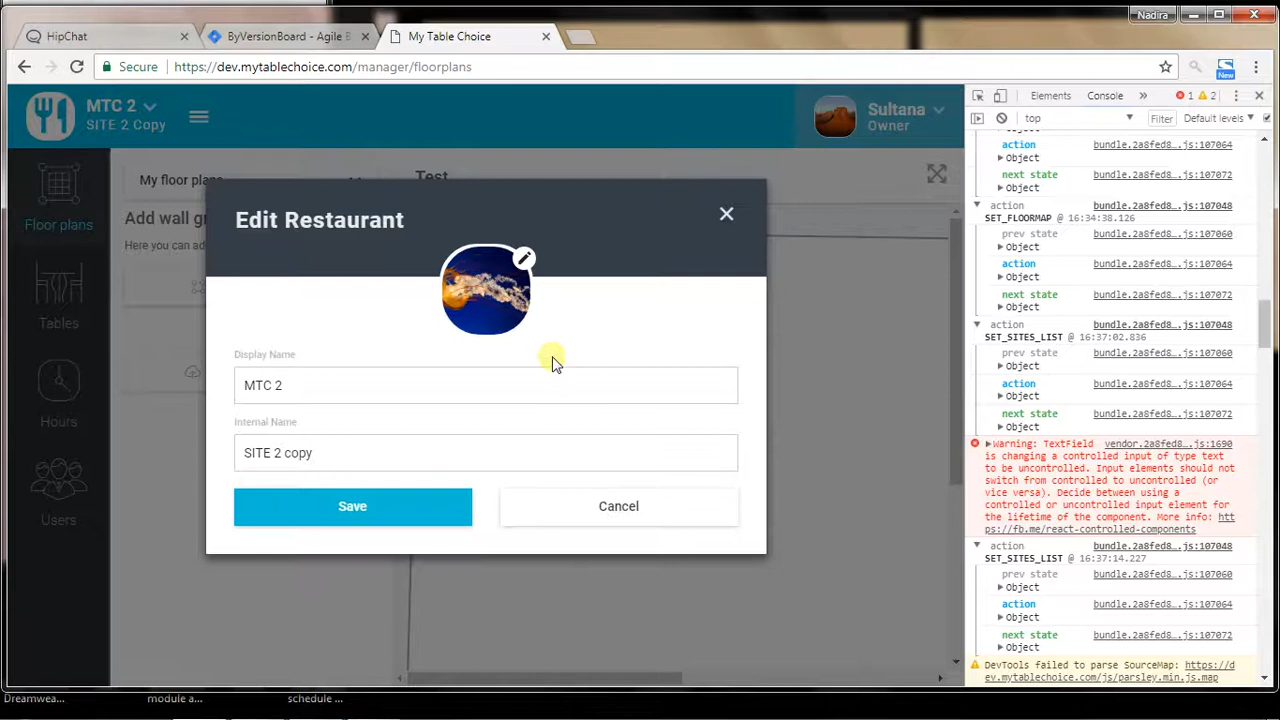 Nadira
HipChat
ByVersionBoard - Agile B
My Table Choice
Secure
https://dev.mytablechoice.com/manager/floorplans
New
MTC 2
SITE 2 Copy
Sultana
Owner
Elements
Console
»
1
2
top
Filter
Default levels
Floor plans
Tables
Hours
Users
My floor plans
Test
Add wall gr
Here you can ad
Edit Restaurant
Display Name
MTC 2
Internal Name
SITE 2 copy
Save
Cancel
Object
action bundle.2a8fed8….js:107064
Object
next state bundle.2a8fed8….js:107072
Object
action bundle.2a8fed8….js:107048
SET_FLOORMAP @ 16:34:38.126
prev state bundle.2a8fed8….js:107060
Object
action bundle.2a8fed8….js:107064
Object
next state bundle.2a8fed8….js:107072
Object
action bundle.2a8fed8….js:107048
SET_SITES_LIST @ 16:37:02.836
prev state bundle.2a8fed8….js:107060
Object
action bundle.2a8fed8….js:107064
Object
next state bundle.2a8fed8….js:107072
Object
Warning: TextField vendor.2a8fed8….js:1690
is changing a controlled input of type text
to be uncontrolled. Input elements should not
switch from controlled to uncontrolled (or
vice versa). Decide between using a
controlled or uncontrolled input element for
the lifetime of the component. More info: htt
ps://fb.me/react-controlled-components
action bundle.2a8fed8….js:107048
SET_SITES_LIST @ 16:37:14.227
prev state bundle.2a8fed8….js:107060
Object
action bundle.2a8fed8….js:107064
Object
next state bundle.2a8fed8….js:107072
Object
DevTools failed to parse SourceMap: https://d
ev.mytablechoice.com/js/parsley.min.js.map
Dreamwea...
module a...
schedule ...